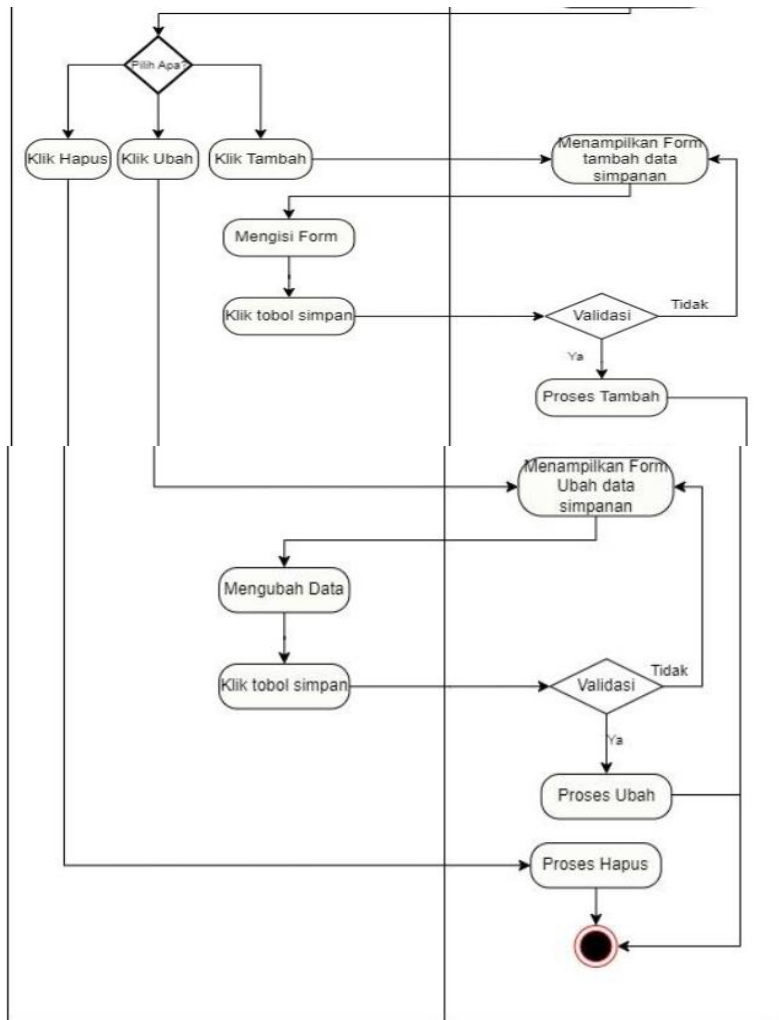 Pilih Apa?
Klik Hapus
Klik Ubah
Klik Tambah
Menampilkan Form
tambah data
simpanan
Mengisi Form
Klik tobol simpan
Validasi
Tidak
Ya
Proses Tambah
Menampilkan Form
Ubah data
simpanan
Mengubah Data
Klik tobol simpan
Validasi
Tidak
Ya
Proses Ubah
Proses Hapus